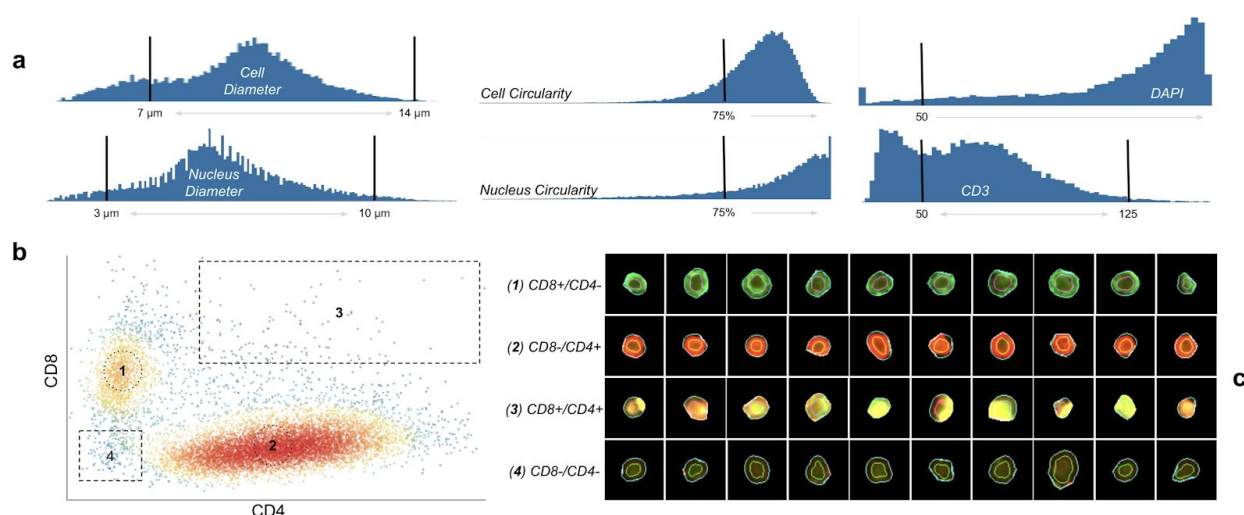 a
Cell
Diameter
7 µm
14 µm
Cell Circularity
75%
DAPI
50
Nucleus
Diameter
3 µm
10 µm
Nucleus Circularity
75%
CD3
50
125
b
CD8
CD4
1
2
3
4
(1) CD8+/CD4-
(2) CD8-/CD4+
(3) CD8+/CD4+
(4) CD8-/CD4-
c